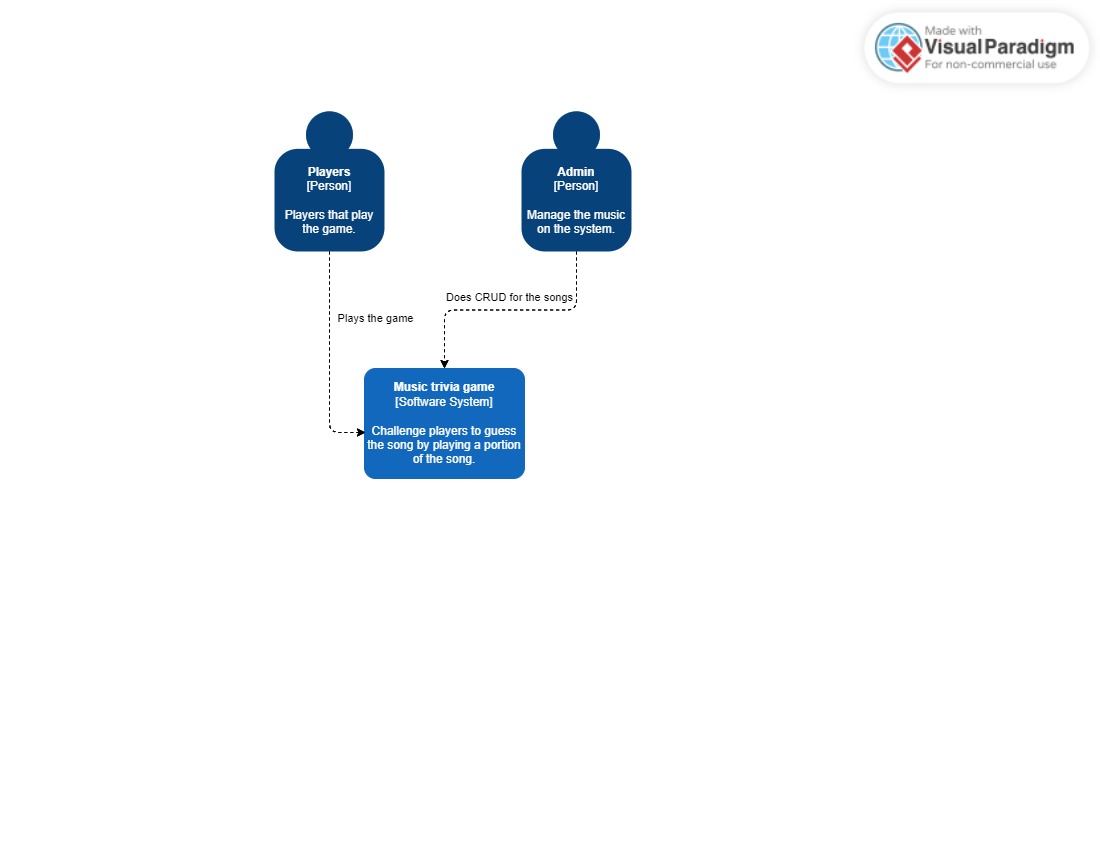 Made with
Visual Paradigm
For non-commercial use
Players
[Person]
Players that play
the game.
Admin
[Person]
Manage the music
on the system.
Does CRUD for the songs
Plays the game
Music trivia game
[Software System]
Challenge players to guess
the song by playing a portion
of the song.